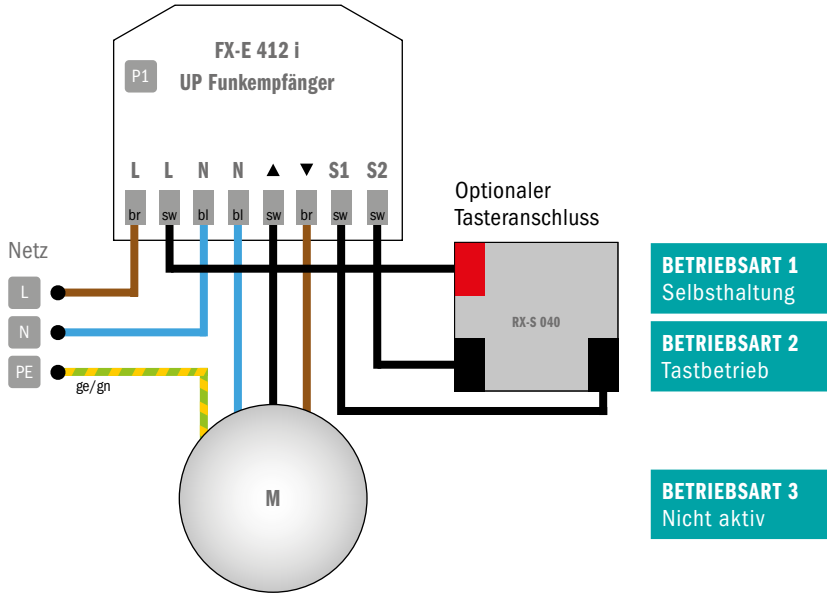 FX-E 412 i
P1
UP Funkempfänger
L L N N ▲ ▼ S1 S2
br sw bl bl sw br sw sw
Optionaler
Tasteranschluss
Netz
L
N
PE
ge/gn
RX-S 040
BETRIEBSART 1
Selbsthaltung
BETRIEBSART 2
Tastbetrieb
M
BETRIEBSART 3
Nicht aktiv